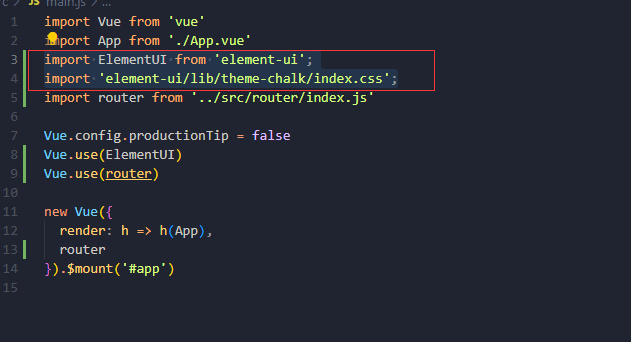 c > JS main.js > ...
1 import Vue from 'vue'
2 import App from './App.vue'
3 import ElementUI from 'element-ui';
4 import 'element-ui/lib/theme-chalk/index.css';
5 import router from '../src/router/index.js'
6
7 Vue.config.productionTip = false
8 Vue.use(ElementUI)
9 Vue.use(router)
10
11 new Vue({
12 render: h => h(App),
13 router
14 }).$mount('#app')
15